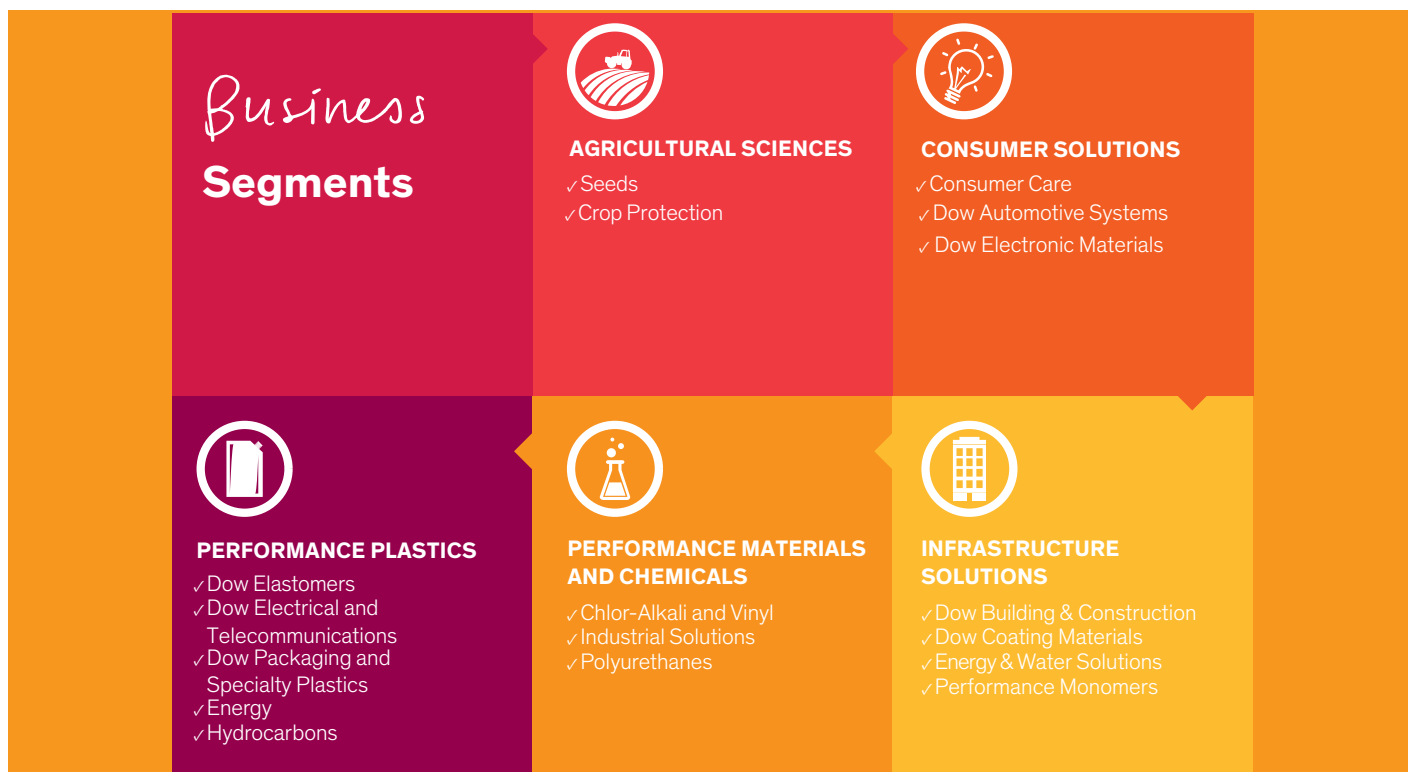 Business
Segments
AGRICULTURAL SCIENCES
✓Seeds
✓Crop Protection
CONSUMER SOLUTIONS
✓Consumer Care
✓Dow Automotive Systems
✓Dow Electronic Materials
PERFORMANCE PLASTICS
✓Dow Elastomers
✓Dow Electrical and
Telecommunications
✓Dow Packaging and
Specialty Plastics
✓Energy
✓Hydrocarbons
PERFORMANCE MATERIALS
AND CHEMICALS
✓Chlor-Alkali and Vinyl
✓Industrial Solutions
✓Polyurethanes
INFRASTRUCTURE
SOLUTIONS
✓Dow Building & Construction
✓Dow Coating Materials
✓Energy & Water Solutions
✓Performance Monomers